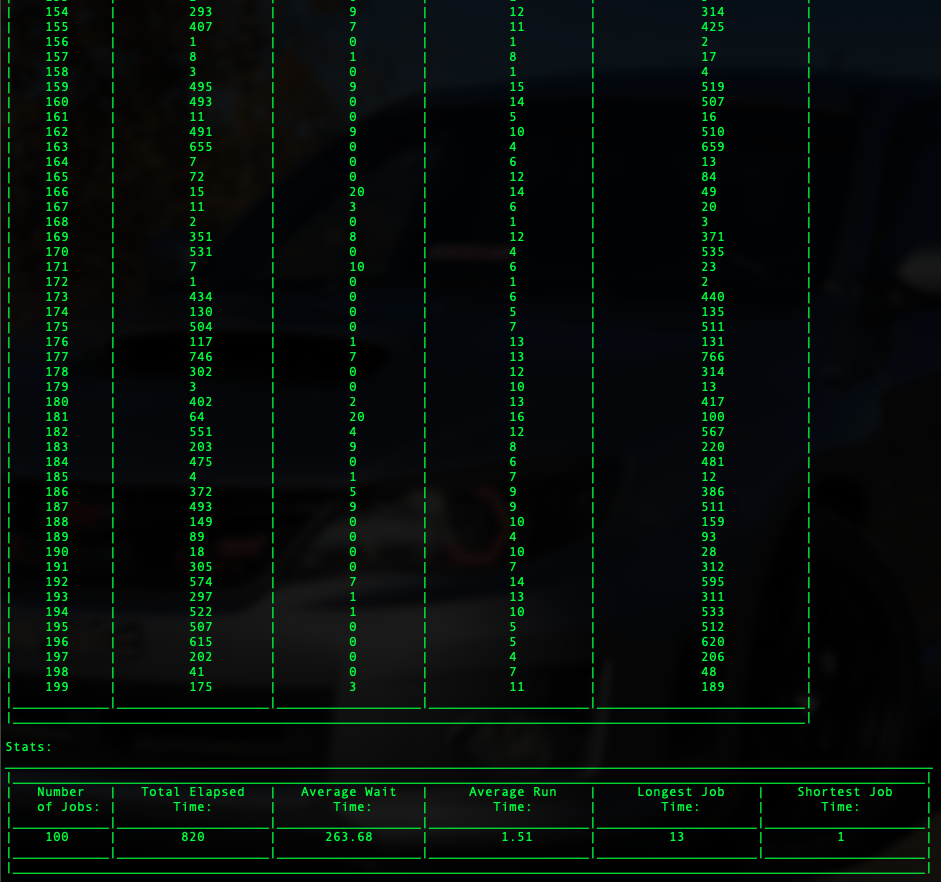 154 293 9 12 314
155 407 7 11 425
156 1 0 1 2
157 8 1 8 17
158 3 0 1 4
159 495 9 15 519
160 493 0 14 507
161 11 0 5 16
162 491 9 10 510
163 655 0 4 659
164 7 0 6 13
165 72 0 12 84
166 15 20 14 49
167 11 3 6 20
168 2 0 1 3
169 351 8 12 371
170 531 0 4 535
171 7 10 6 23
172 1 0 1 2
173 434 0 6 440
174 130 0 5 135
175 504 0 7 511
176 117 1 13 131
177 746 7 13 766
178 302 0 12 314
179 3 0 10 13
180 402 2 13 417
181 64 20 16 100
182 551 4 12 567
183 203 9 8 220
184 475 0 6 481
185 4 1 7 12
186 372 5 9 386
187 493 9 9 511
188 149 0 10 159
189 89 0 4 93
190 18 0 10 28
191 305 0 7 312
192 574 7 14 595
193 297 1 13 311
194 522 1 10 533
195 507 0 5 512
196 615 0 5 620
197 202 0 4 206
198 41 0 7 48
199 175 3 11 189
Stats:
Number Total Elapsed Average Wait Average Run Longest Job Shortest Job
of Jobs: Time: Time: Time: Time: Time:
100 820 263.68 1.51 13 1